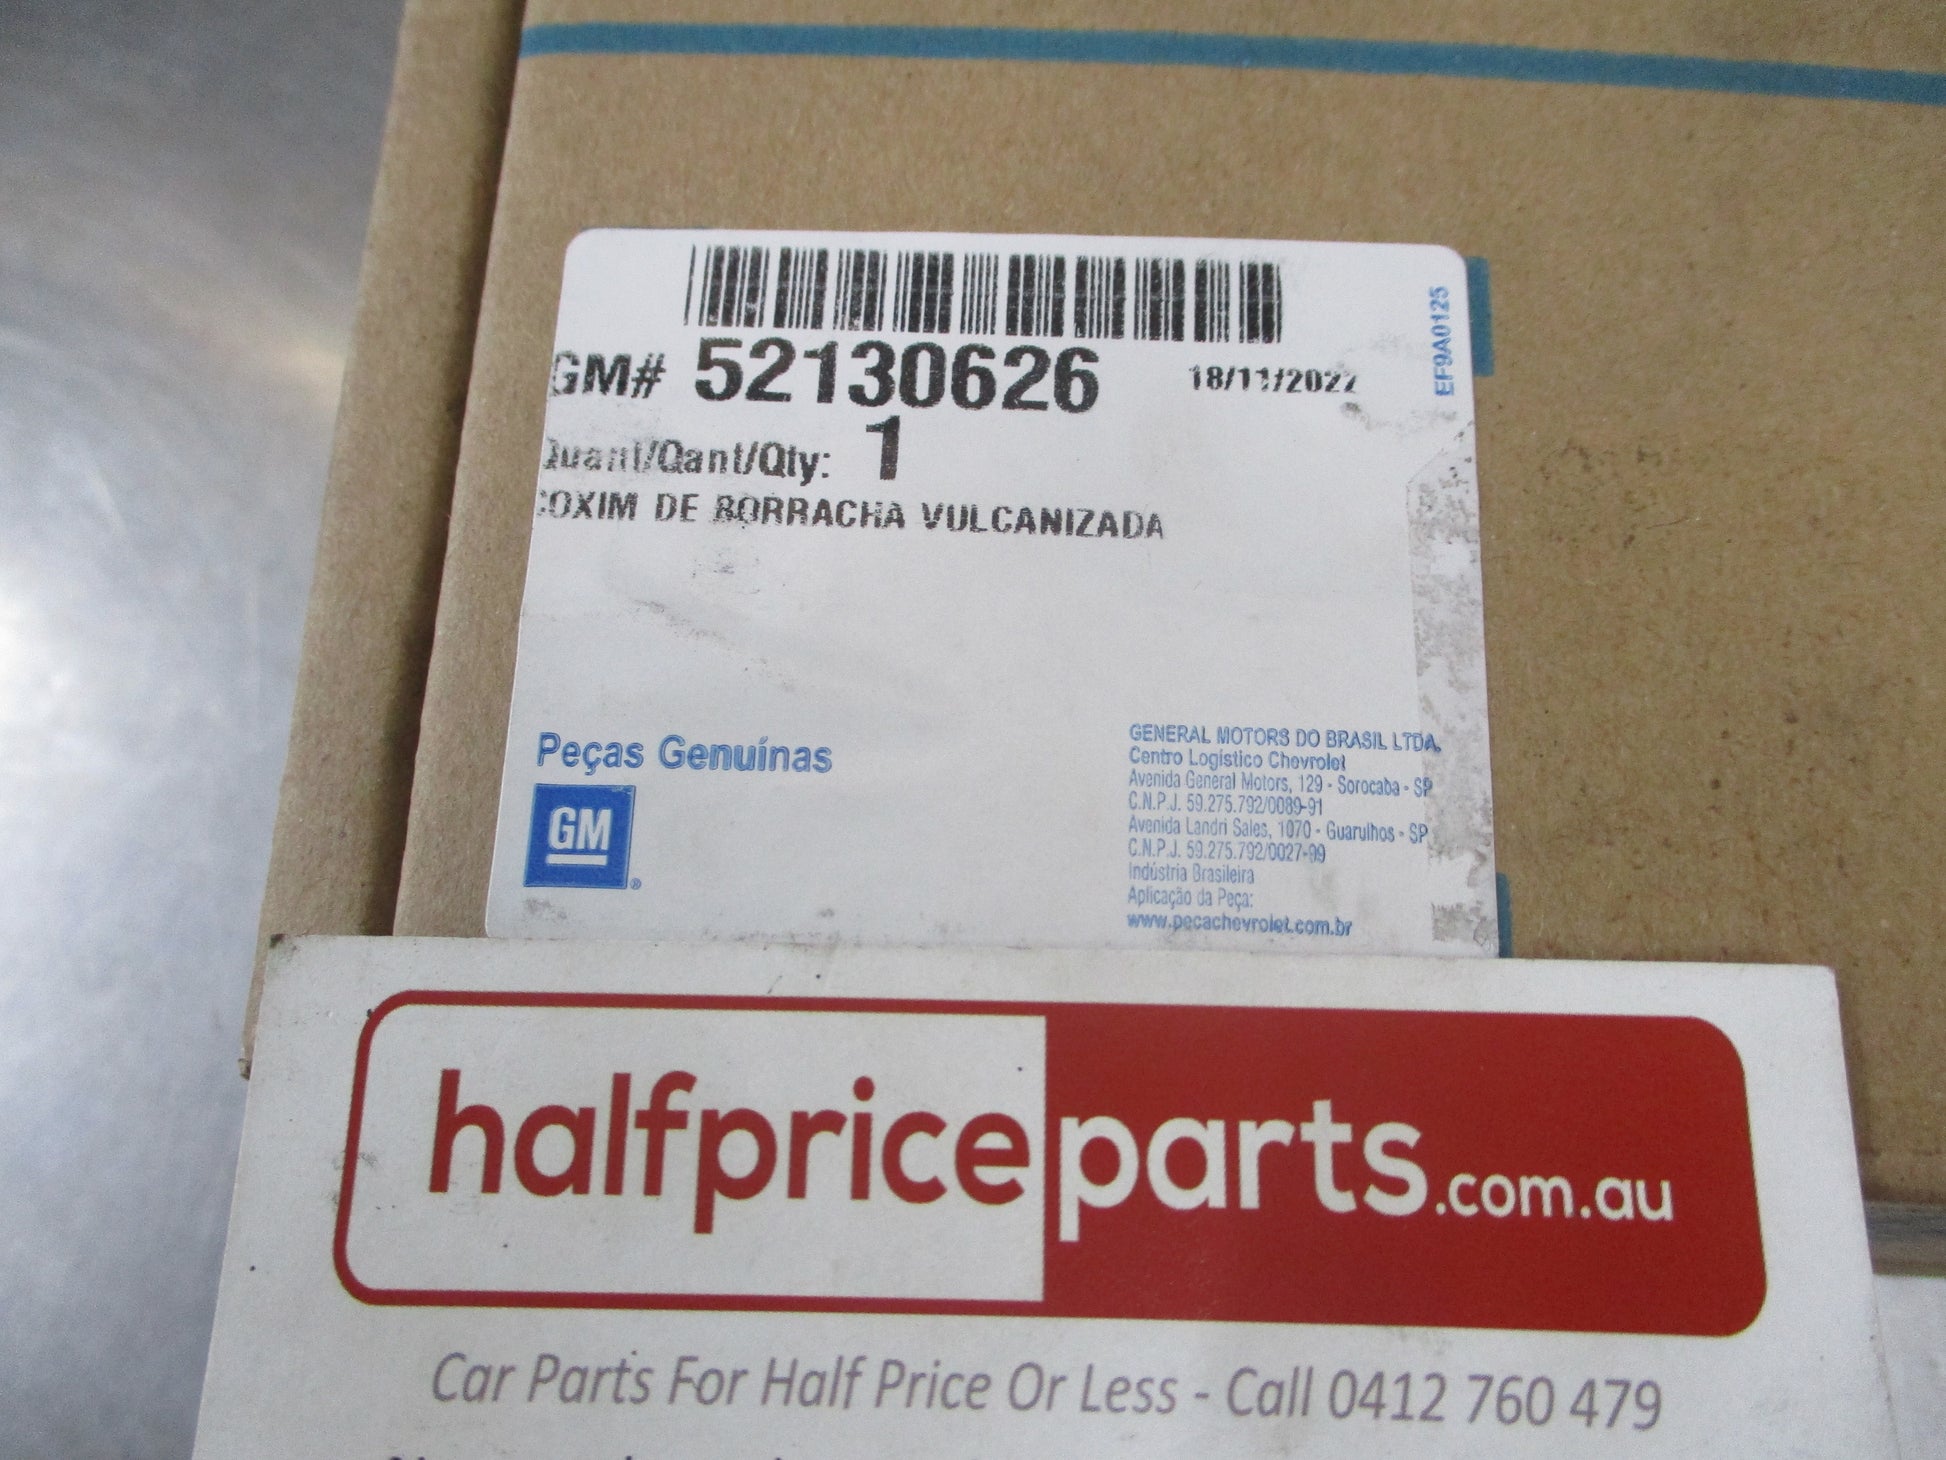 GM# 52130626 18/11/2022
EF9A0125
Quant/Qant/Qty: 1
COXIM DE BORRACHA VULCANIZADA
Peças Genuínas
GM®
GENERAL MOTORS DO BRASIL LTDA.
Centro Logístico Chevrolet
Avenida General Motors, 129 - Sorocaba - SP
C.N.P.J. 59.275.792/0089-91
Avenida Landri Sales, 1070 - Guarulhos - SP
C.N.P.J. 59.275.792/0027-99
Indústria Brasileira
Aplicação da Peça:
www.pecachevrolet.com.br
halfpriceparts.com.au
Car Parts For Half Price Or Less - Call 0412 760 479